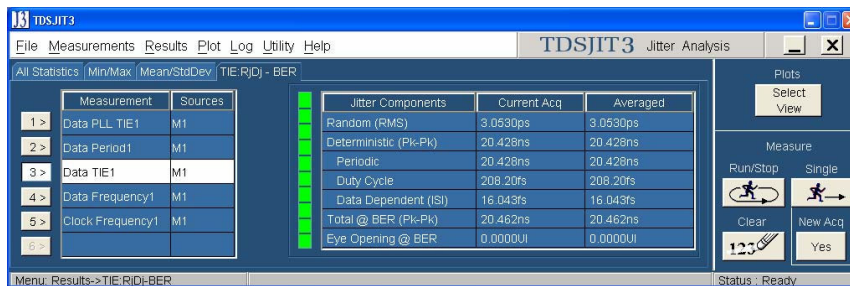 J3 TDSJIT3
File Measurements Results Plot Log Utility Help
TDSJIT3 Jitter Analysis
All Statistics Min/Max Mean/StdDev TIE:RjDj - BER
Measurement Sources
1 > Data PLL TIE1 M1
2 > Data Period1 M1
3 > Data TIE1 M1
4 > Data Frequency1 M1
5 > Clock Frequency1 M1
6 >
Jitter Components Current Acq Averaged
Random (RMS) 3.0530ps 3.0530ps
Deterministic (Pk-Pk) 20.428ns 20.428ns
Periodic 20.428ns 20.428ns
Duty Cycle 208.20fs 208.20fs
Data Dependent (ISI) 16.043fs 16.043fs
Total @ BER (Pk-Pk) 20.462ns 20.462ns
Eye Opening @ BER 0.0000UI 0.0000UI
Plots
Select
View
Measure
Run/Stop Single
Clear New Acq
123 Yes
Menu: Results->TIE:RjDj-BER
Status : Ready